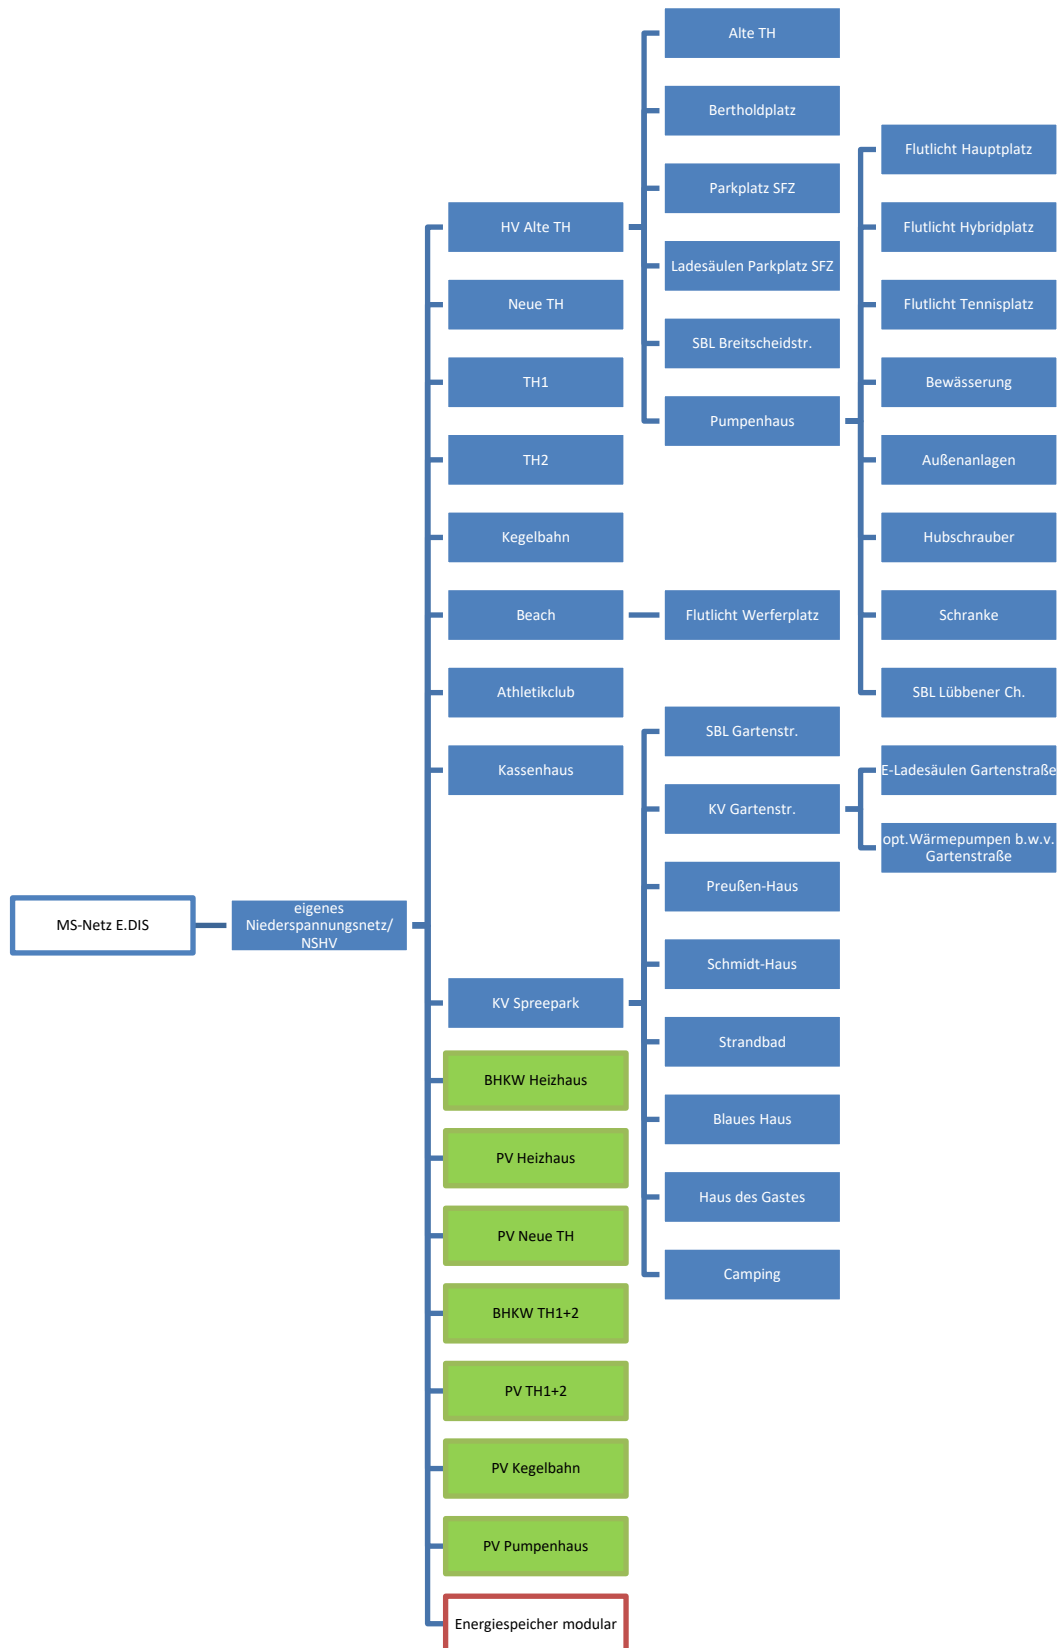 MS-Netz E.DIS
eigenes
Niederspannungsnetz/
NSHV
HV Alte TH
Neue TH
TH1
TH2
Kegelbahn
Beach
Athletikclub
Kassenhaus
KV Spreepark
BHKW Heizhaus
PV Heizhaus
PV Neue TH
BHKW TH1+2
PV TH1+2
PV Kegelbahn
PV Pumpenhaus
Energiespeicher modular
Alte TH
Bertholdplatz
Parkplatz SFZ
Ladesäulen Parkplatz SFZ
SBL Breitscheidstr.
Pumpenhaus
Flutlicht Werferplatz
SBL Gartenstr.
KV Gartenstr.
Preußen-Haus
Schmidt-Haus
Strandbad
Blaues Haus
Haus des Gastes
Camping
Flutlicht Hauptplatz
Flutlicht Hybridplatz
Flutlicht Tennisplatz
Bewässerung
Außenanlagen
Hubschrauber
Schranke
SBL Lübbener Ch.
E-Ladesäulen Gartenstraße
opt.Wärmepumpen b.w.v.
Gartenstraße